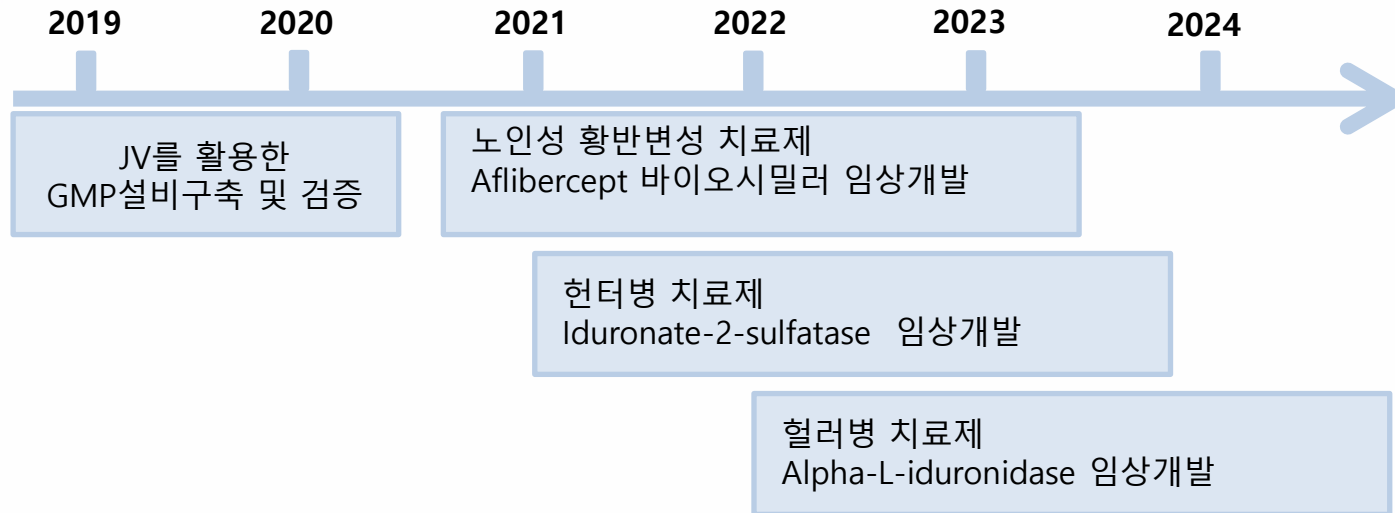 2019 2020 2021 2022 2023 2024
JV를 활용한
GMP설비구축 및 검증
노인성 황반변성 치료제
Aflibercept 바이오시밀러 임상개발
헌터병 치료제
Iduronate-2-sulfatase 임상개발
헐러병 치료제
Alpha-L-iduronidase 임상개발